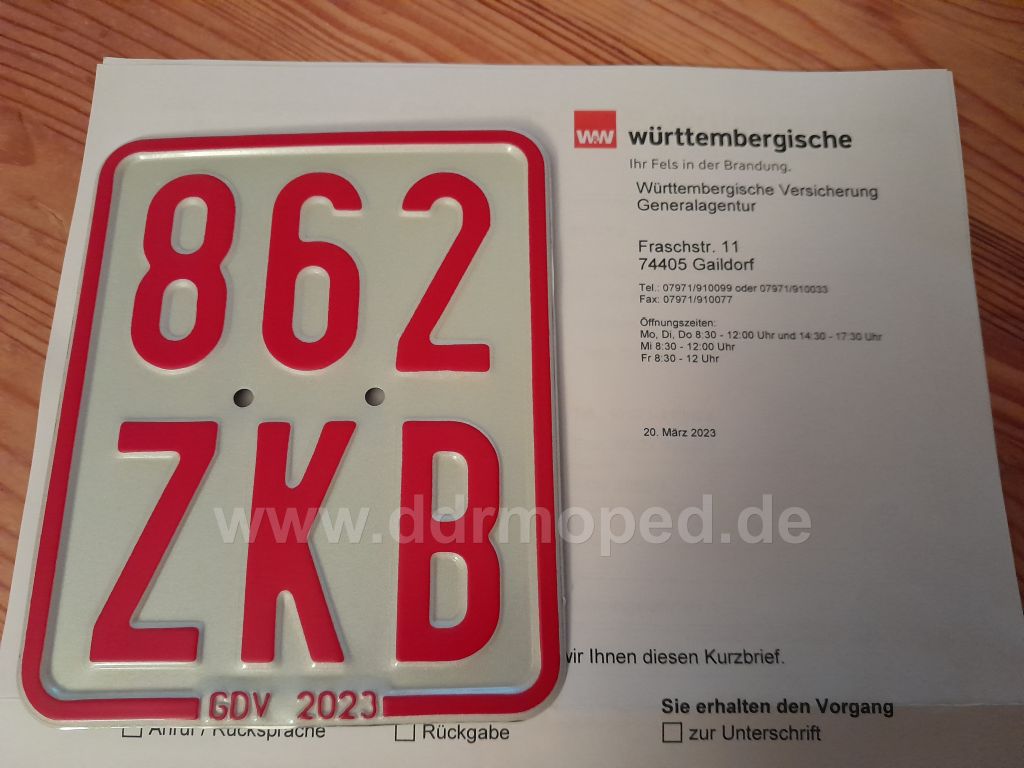 862
ZKB
GDV 2023
W&W württembergische
Ihr Fels in der Brandung.
Württembergische Versicherung
Generalagentur
Fraschstr. 11
74405 Gaildorf
Tel.: 07971/910099 oder 07971/910033
Fax: 07971/910077
Öffnungszeiten:
Mo, Di, Do 8:30 - 12:00 Uhr und 14:30 - 17:30 Uhr
Mi 8:30 - 12:00 Uhr
Fr 8:30 - 12 Uhr
20. März 2023
www.ddrmoped.de
wir Ihnen diesen Kurzbrief.
Sie erhalten den Vorgang
Anruf / Rücksprache Rückgabe zur Unterschrift